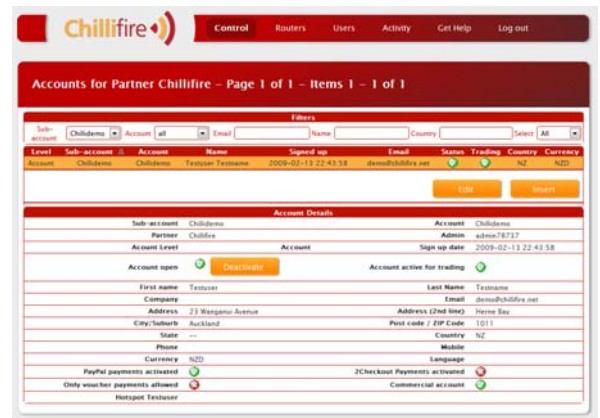 Chillifire
Control Routers Users Activity Get Help Log out
Accounts for Partner Chillifire – Page 1 of 1 – Items 1 – 1 of 1
Filters
Sub-account Chillidemo Account all Email Name Country Select All
Level Sub-account Account Name Signed up Email Status Trading Country Currency
Account Chillidemo Chillidemo Testuser Testname 2009-02-13 22:43:58 demo@chillifire.net NZ NZD
Edit Insert
Account Details
Sub-account Chillidemo Account Chillidemo
Partner Chillifire Admin admin78737
Acount Level Account Sign up date 2009-02-13 22:43:58
Account open Deactivate Account active for trading
First name Testuser Last Name Testname
Company Email demo@chillifire.net
Address 23 Wanganui Avenue Address (2nd line) Herne Bay
City/Suburb Auckland Post code / ZIP Code 1011
State --- Country NZ
Phone Mobile
Currency NZD Language
PayPal payments activated 2Checkout Payments activated
Only voucher payments allowed Commercial account
Hotspot Testuser